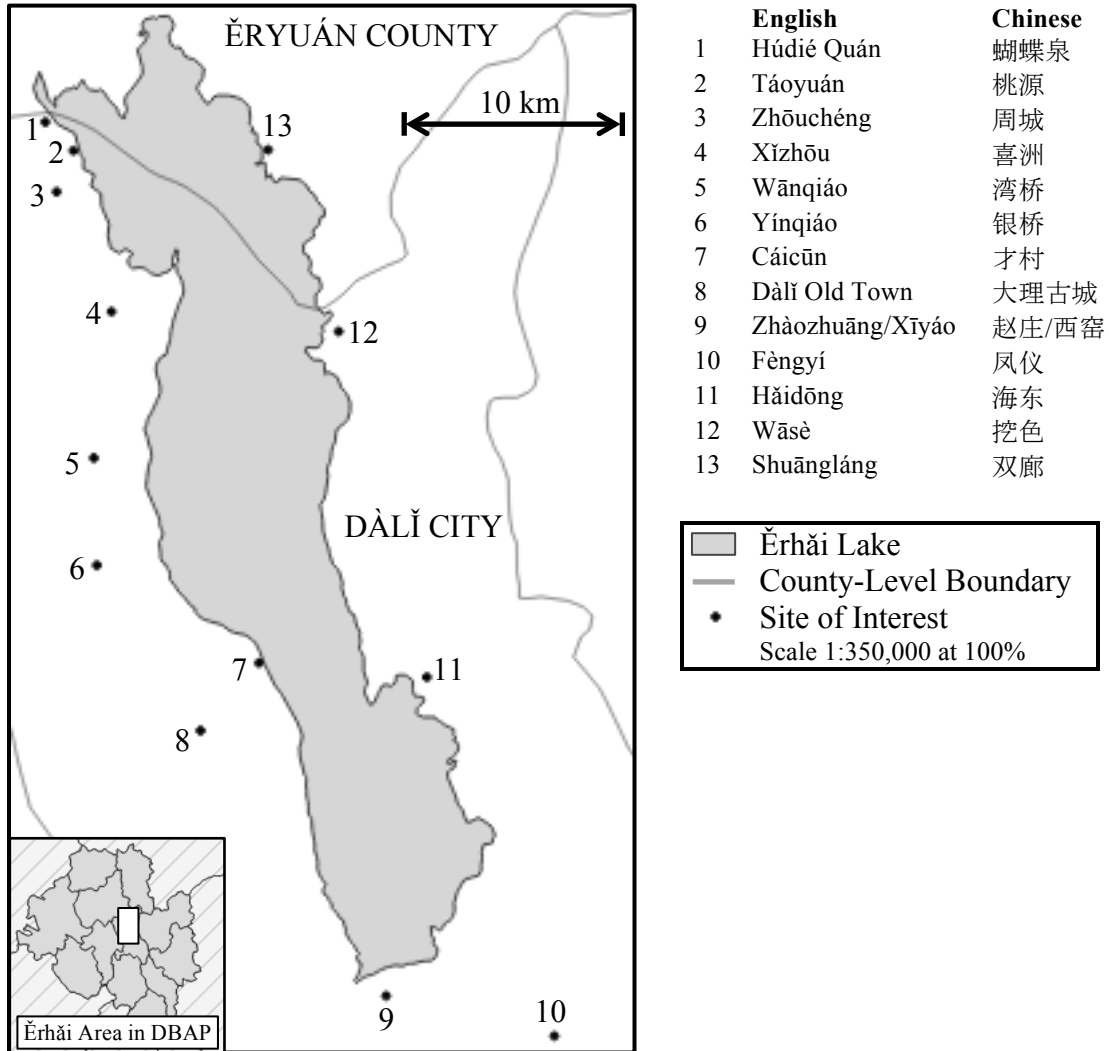 ĚRYUÁN COUNTY
10 km
1
2
3
4
5
6
7
8
9
10
11
12
13
DÀLǏ CITY
Ěrhǎi Area in DBAP
English Chinese
1 Húdié Quán 蝴蝶泉
2 Táoyuán 桃源
3 Zhōuchéng 周城
4 Xǐzhōu 喜洲
5 Wānqiáo 湾桥
6 Yínqiáo 银桥
7 Cáicūn 才村
8 Dàlǐ Old Town 大理古城
9 Zhàozhuāng/Xīyáo 赵庄/西窑
10 Fèngyí 凤仪
11 Hǎidōng 海东
12 Wāsè 挖色
13 Shuāngláng 双廊
Ěrhǎi Lake
County-Level Boundary
Site of Interest
Scale 1:350,000 at 100%